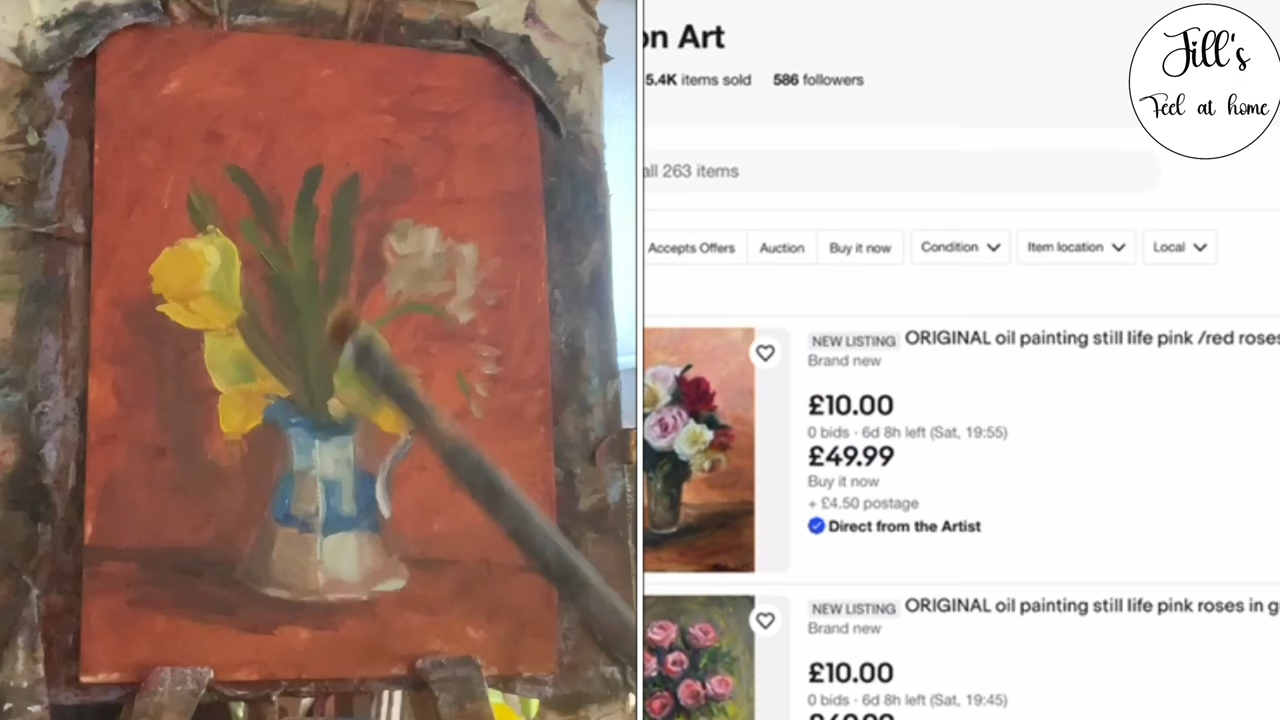 on Art
5.4K items sold 586 followers
Jill's
Feel at home
all 263 items
Accepts Offers Auction Buy it now Condition Item location Local
NEW LISTING ORIGINAL oil painting still life pink /red roses
Brand new
£10.00
0 bids · 6d 8h left (Sat, 19:55)
£49.99
Buy it now
+ £4.50 postage
Direct from the Artist
NEW LISTING ORIGINAL oil painting still life pink roses in g
Brand new
£10.00
0 bids · 6d 8h left (Sat, 19:45)